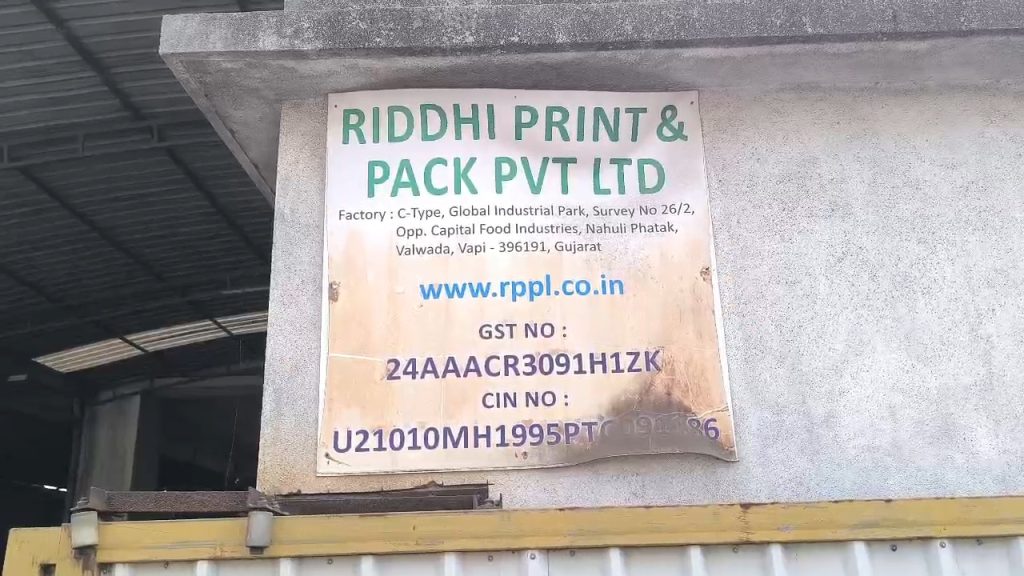 RIDDHI PRINT &
PACK PVT LTD
Factory : C-Type, Global Industrial Park, Survey No 26/2,
Opp. Capital Food Industries, Nahuli Phatak,
Valwada, Vapi - 396191, Gujarat
www.rppl.co.in
GST NO :
24AAACR3091H1ZK
CIN NO :